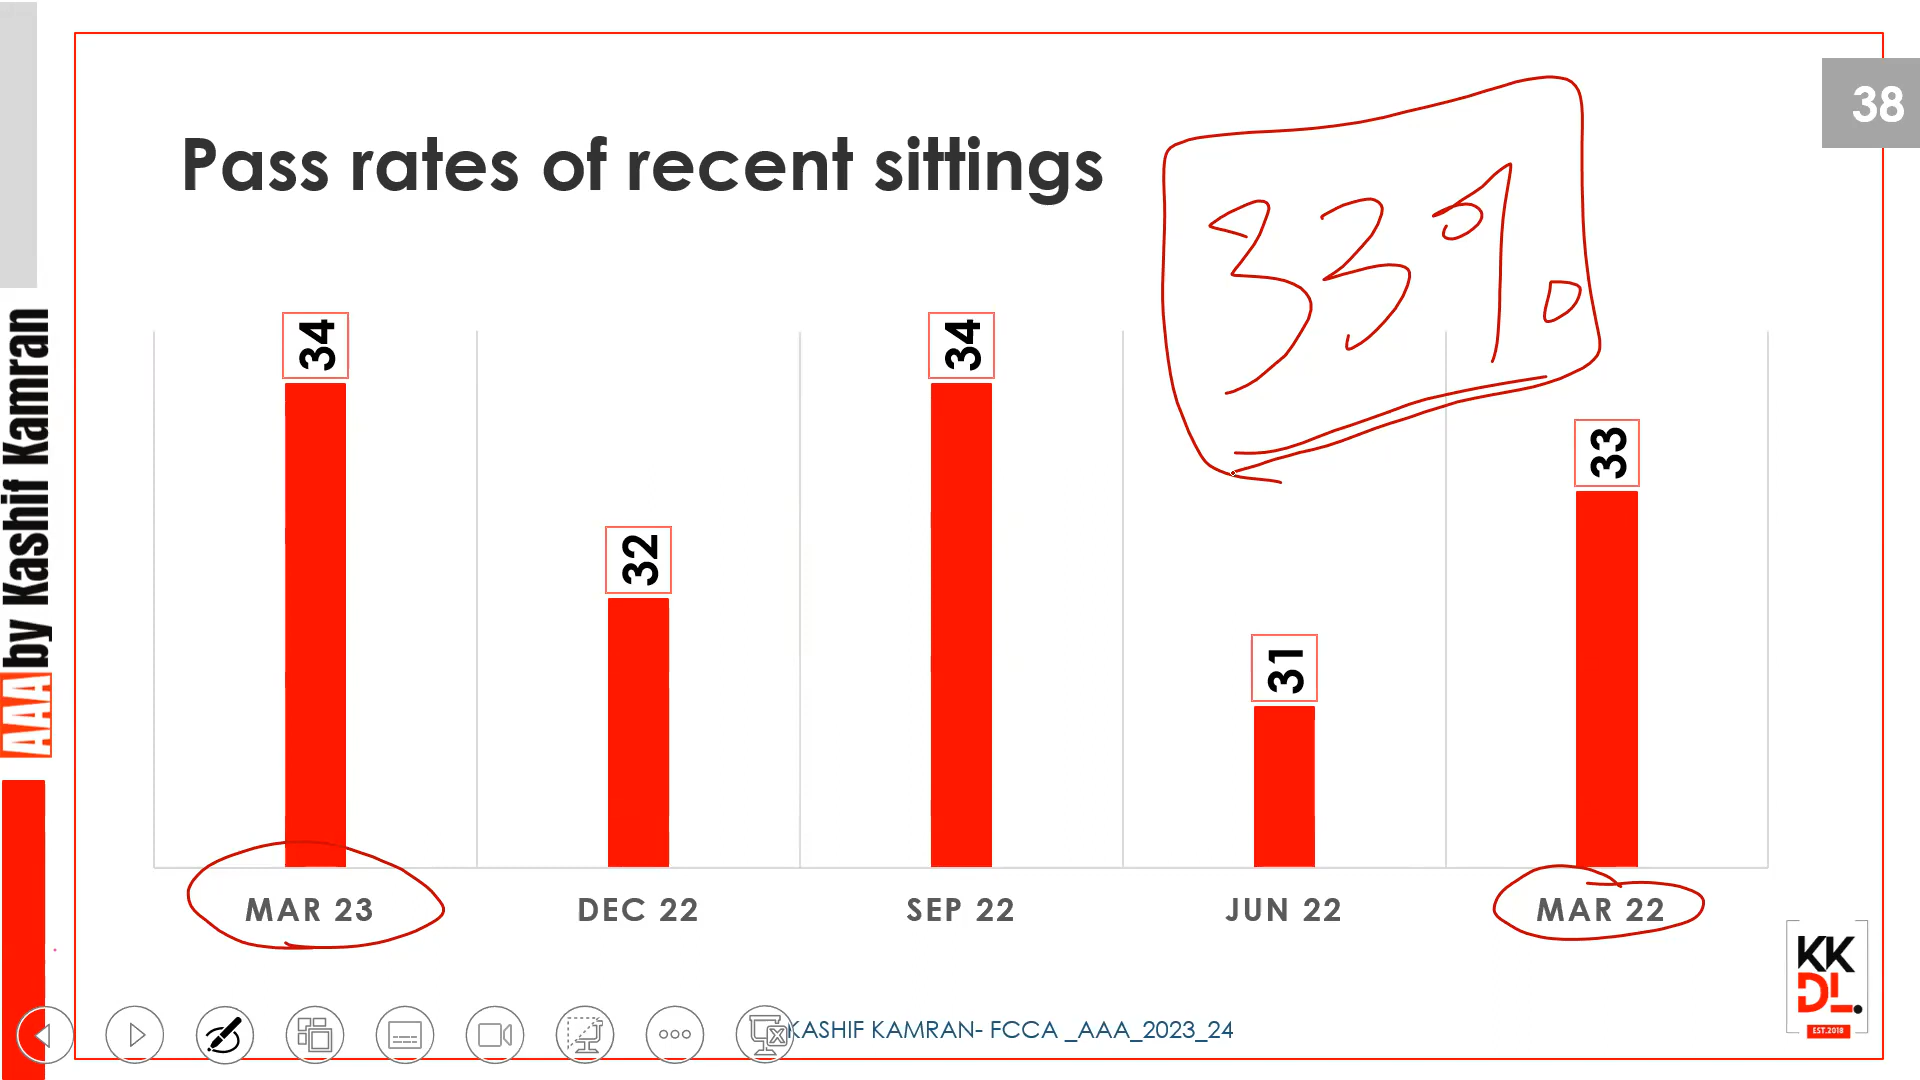 38
Pass rates of recent sittings
33%
34
32
34
31
33
MAR 23
DEC 22
SEP 22
JUN 22
MAR 22
AAA by Kashif Kamran
KASHIF KAMRAN- FCCA _AAA_2023_24
KK
DL.
EST.2018